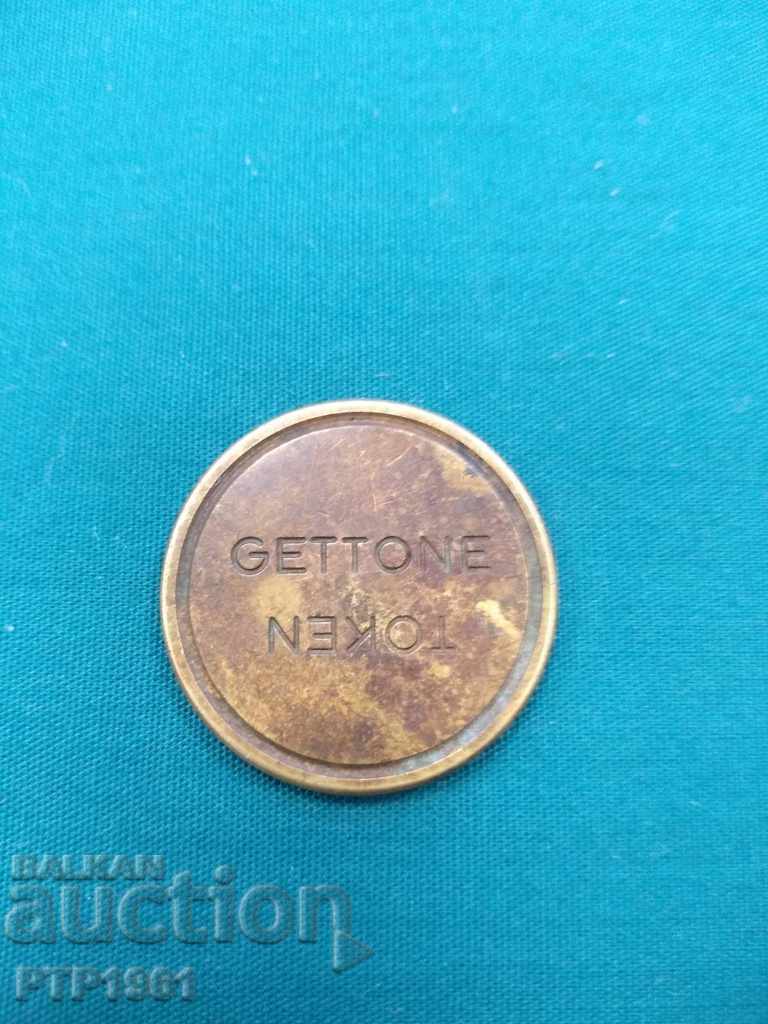 GETTONE
TOKEN
BALKAN
auction
PTP1961